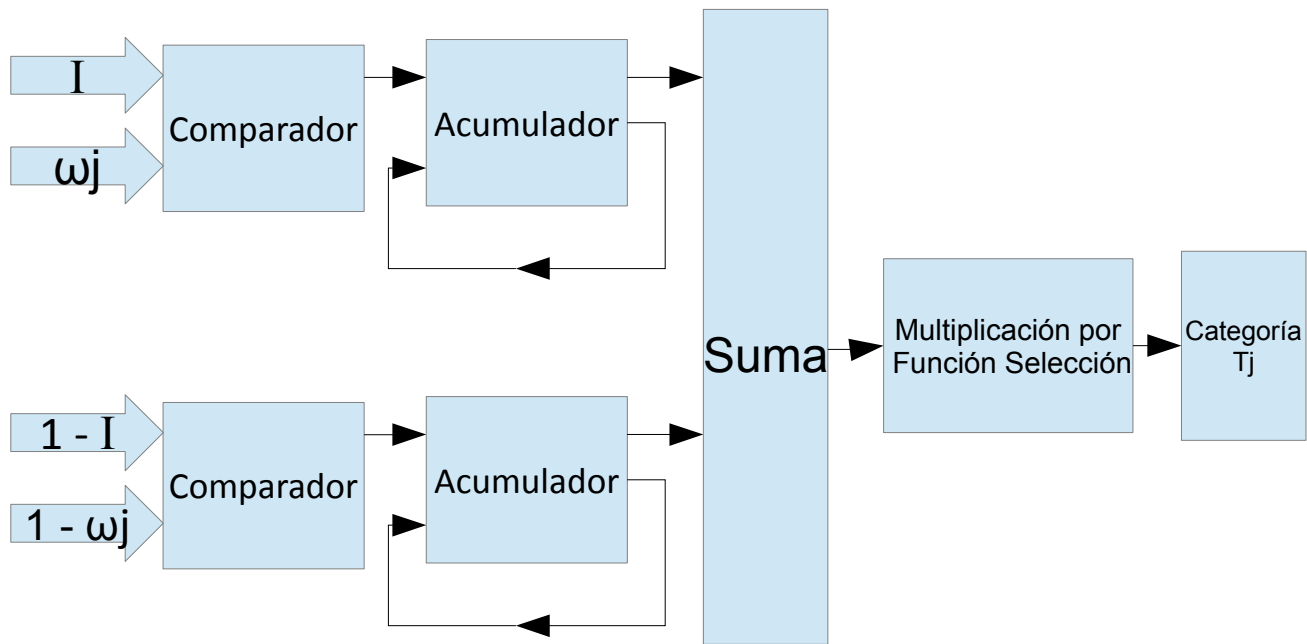 I
ωj
Comparador
Acumulador
1 - I
1 - ωj
Comparador
Acumulador
Suma
Multiplicación por
Función Selección
Categoría
Tj